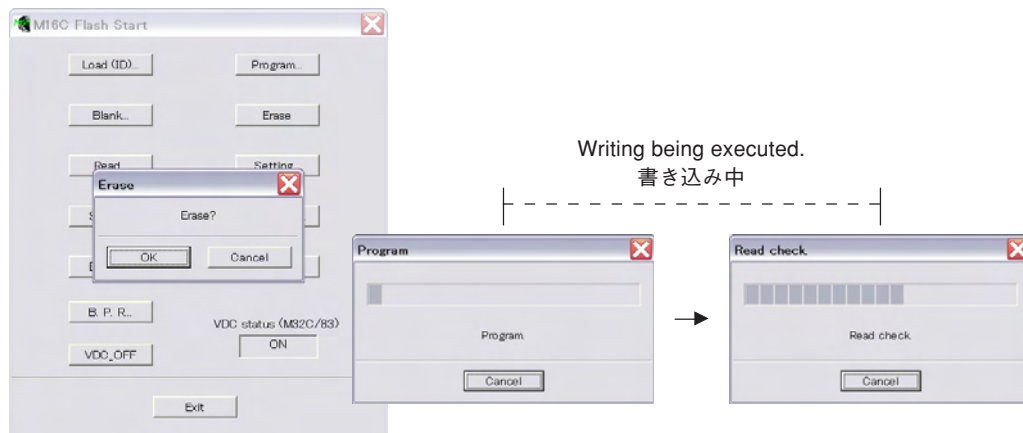 M16C Flash Start
Load (ID)...
Program...
Blank...
Erase
Read
Setting
Erase
Erase?
OK
Cancel
B. P. R...
VDC status (M32C/83)
ON
VDC_OFF
Exit
Writing being executed.
書き込み中
Program
Program.
Cancel
Read check.
Read check.
Cancel